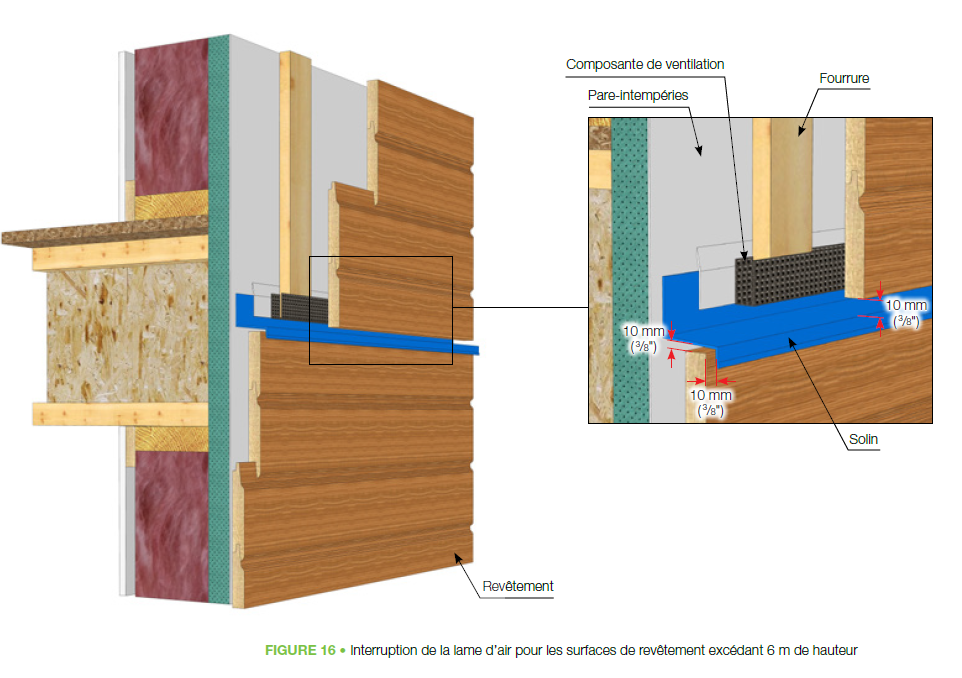 Composante de ventilation
Pare-intempéries
Fourrure
10 mm
(3/8")
10 mm
(3/8")
10 mm
(3/8")
Solin
Revêtement
FIGURE 16 • Interruption de la lame d'air pour les surfaces de revêtement excédant 6 m de hauteur